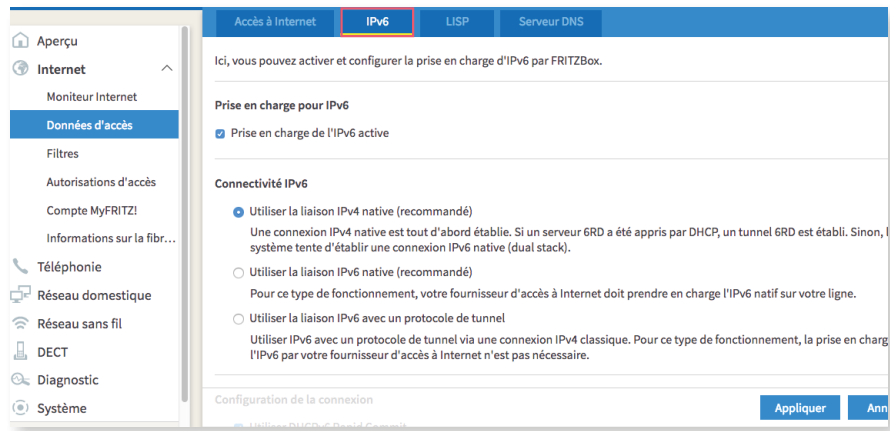 Accès à Internet
IPv6
LISP
Serveur DNS
Aperçu
Internet
Moniteur Internet
Données d'accès
Filtres
Autorisations d'accès
Compte MyFRITZ!
Informations sur la fibr...
Téléphonie
Réseau domestique
Réseau sans fil
DECT
Diagnostic
Système
Ici, vous pouvez activer et configurer la prise en charge d'IPv6 par FRITZBox.
Prise en charge pour IPv6
Prise en charge de l'IPv6 active
Connectivité IPv6
Utiliser la liaison IPv4 native (recommandé)
Une connexion IPv4 native est tout d'abord établie. Si un serveur 6RD a été appris par DHCP, un tunnel 6RD est établi. Sinon,
système tente d'établir une connexion IPv6 native (dual stack).
Utiliser la liaison IPv6 native (recommandé)
Pour ce type de fonctionnement, votre fournisseur d'accès à Internet doit prendre en charge l'IPv6 natif sur votre ligne.
Utiliser la liaison IPv6 avec un protocole de tunnel
Utiliser IPv6 avec un protocole de tunnel via une connexion IPv4 classique. Pour ce type de fonctionnement, la prise en charg
l'IPv6 par votre fournisseur d'accès à Internet n'est pas nécessaire.
Configuration de la connexion
Utiliser DHCPv6 Rapid Commit
Appliquer
Ann